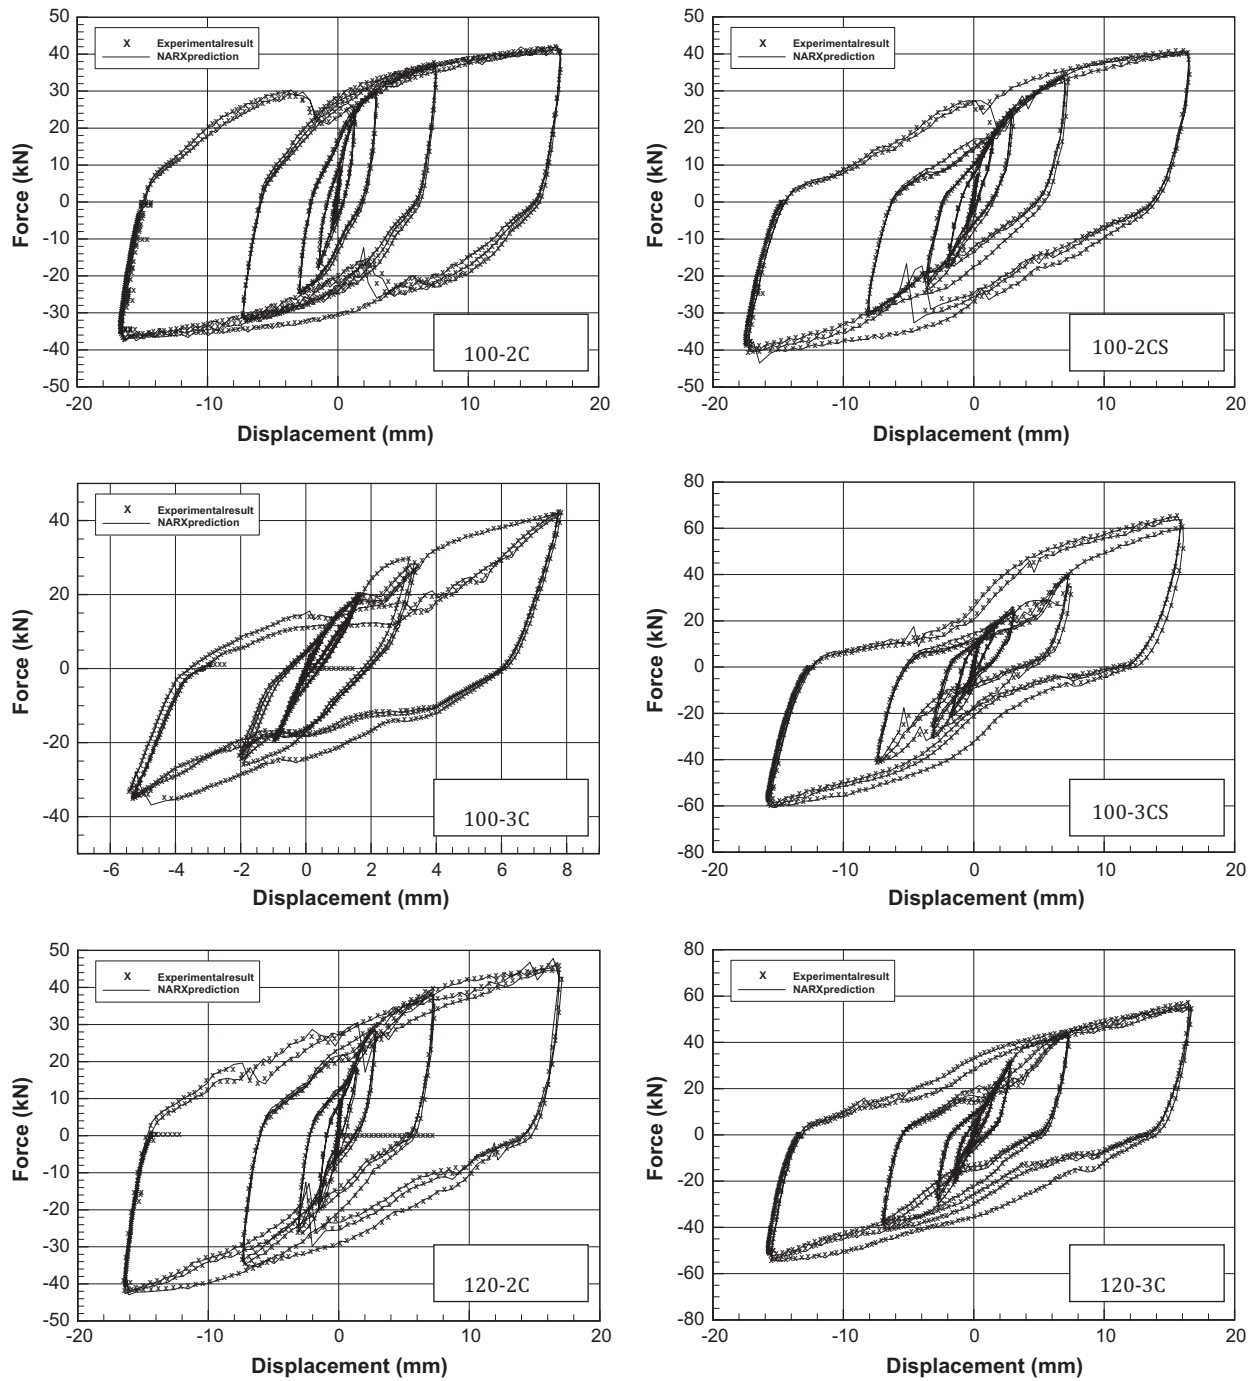 50
40
30
20
10
0
-10
-20
-30
-40
-50
Force (kN)
x Experimentalresult
NARXprediction
100-2C
-20 -10 0 10 20
Displacement (mm)
50
40
30
20
10
0
-10
-20
-30
-40
-50
Force (kN)
x Experimentalresult
NARXprediction
100-2CS
-20 -10 0 10 20
Displacement (mm)
40
20
0
-20
-40
Force (kN)
x Experimentalresult
NARXprediction
100-3C
-6 -4 -2 0 2 4 6 8
Displacement (mm)
80
60
40
20
0
-20
-40
-60
-80
Force (kN)
100-3CS
-20 -10 0 10 20
Displacement (mm)
50
40
30
20
10
0
-10
-20
-30
-40
-50
Force (kN)
x Experimentalresult
NARXprediction
120-2C
-20 -10 0 10 20
Displacement (mm)
80
60
40
20
0
-20
-40
-60
-80
Force (kN)
x Experimentalresult
NARXprediction
120-3C
-20 -10 0 10 20
Displacement (mm)